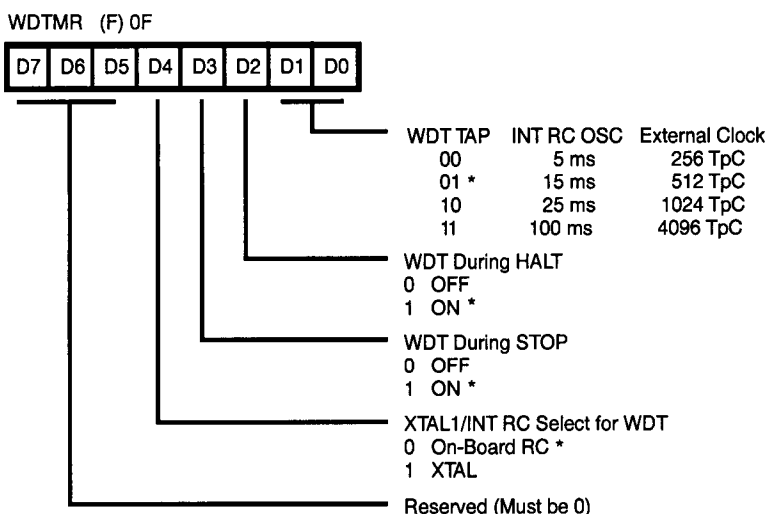 WDTMR (F) 0F
D7 D6 D5 D4 D3 D2 D1 D0
WDT TAP INT RC OSC External Clock
00 5 ms 256 TpC
01 * 15 ms 512 TpC
10 25 ms 1024 TpC
11 100 ms 4096 TpC
WDT During HALT
0 OFF
1 ON *
WDT During STOP
0 OFF
1 ON *
XTAL1/INT RC Select for WDT
0 On-Board RC *
1 XTAL
Reserved (Must be 0)